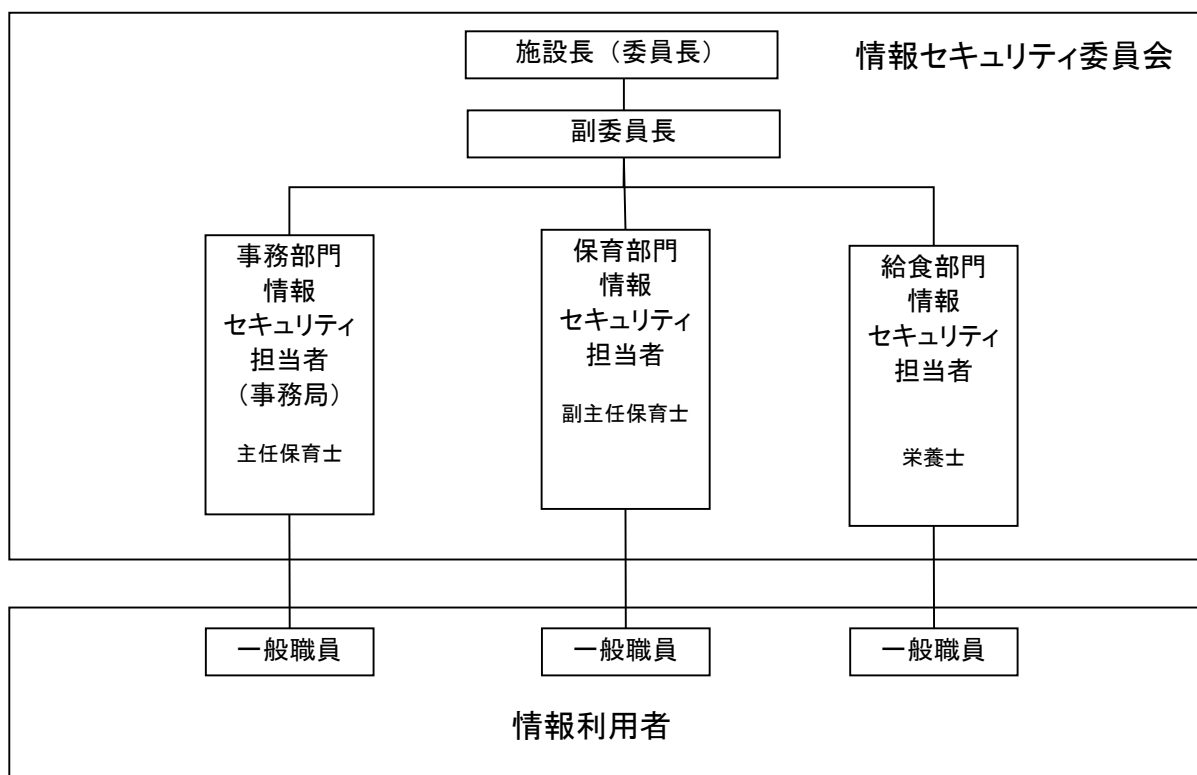 施設長（委員長）
情報セキュリティ委員会
副委員長
事務部門
情報
セキュリティ
担当者
（事務局）
主任保育士
保育部門
情報
セキュリティ
担当者
副主任保育士
給食部門
情報
セキュリティ
担当者
栄養士
一般職員
一般職員
一般職員
情報利用者